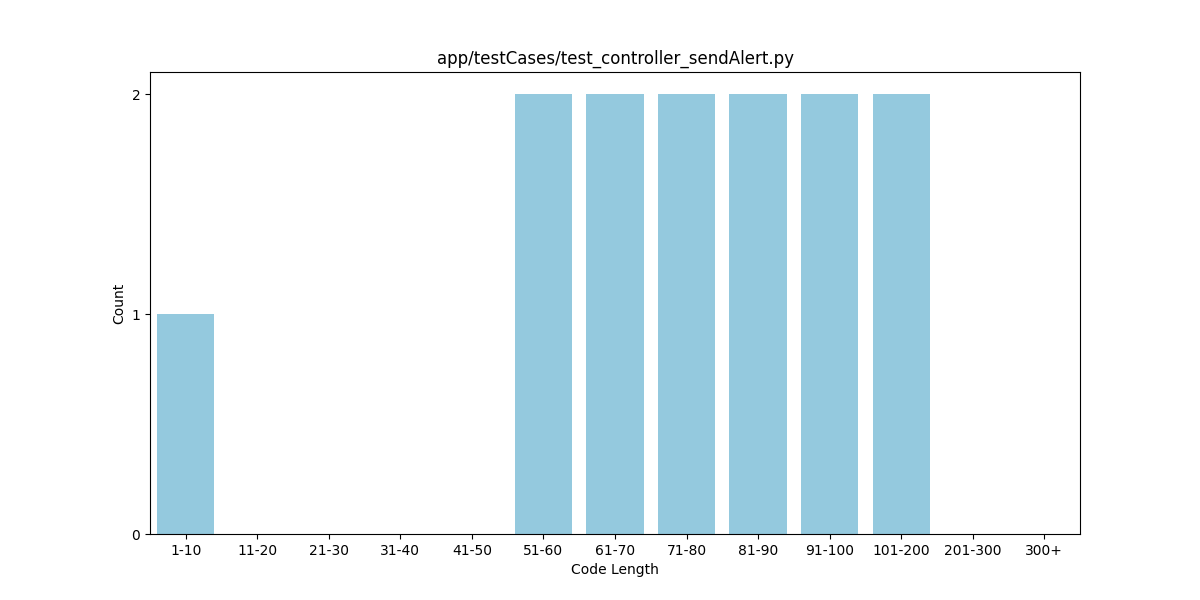 app/testCases/test_controller_sendAlert.py
2
1
0
Count
1-10 11-20 21-30 31-40 41-50 51-60 61-70 71-80 81-90 91-100 101-200 201-300 300+
Code Length